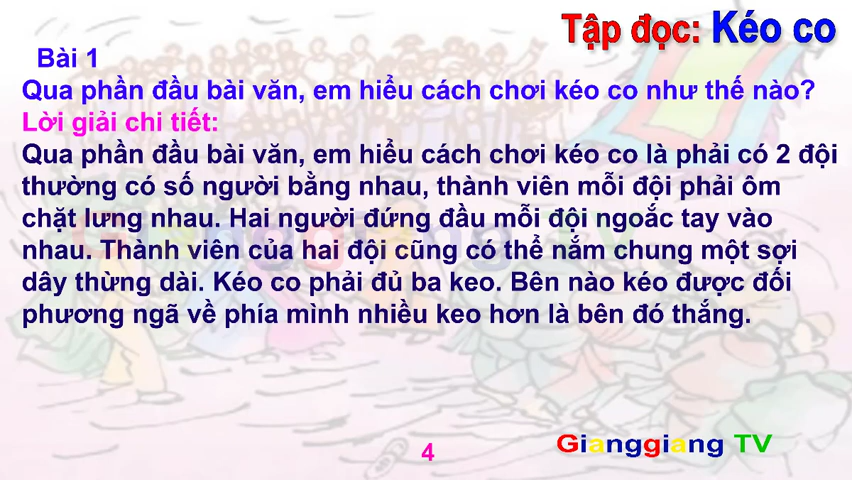 Tập đọc: Kéo co
Bài 1
Qua phần đầu bài văn, em hiểu cách chơi kéo co như thế nào?
Lời giải chi tiết:
Qua phần đầu bài văn, em hiểu cách chơi kéo co là phải có 2 đội
thường có số người bằng nhau, thành viên mỗi đội phải ôm
chặt lưng nhau. Hai người đứng đầu mỗi đội ngoắc tay vào
nhau. Thành viên của hai đội cũng có thể nắm chung một sợi
dây thừng dài. Kéo co phải đủ ba keo. Bên nào kéo được đối
phương ngã về phía mình nhiều keo hơn là bên đó thắng.
4
Gianggiang TV